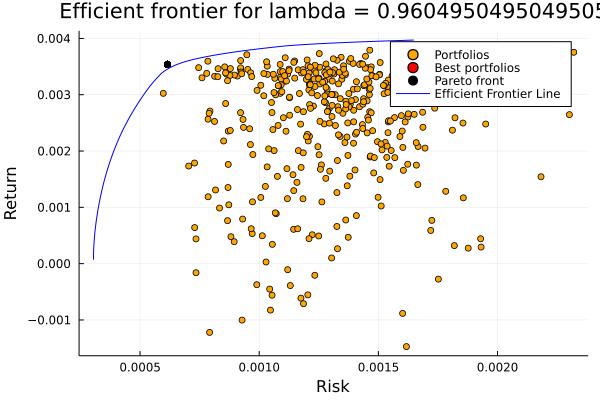 Efficient frontier for lambda = 0.9604950495049505
0.004
Portfolios
Best portfolios
Pareto front
Efficient Frontier Line
0.003
0.002
0.001
0.000
−0.001
Return
0.0005 0.0010 0.0015 0.0020
Risk